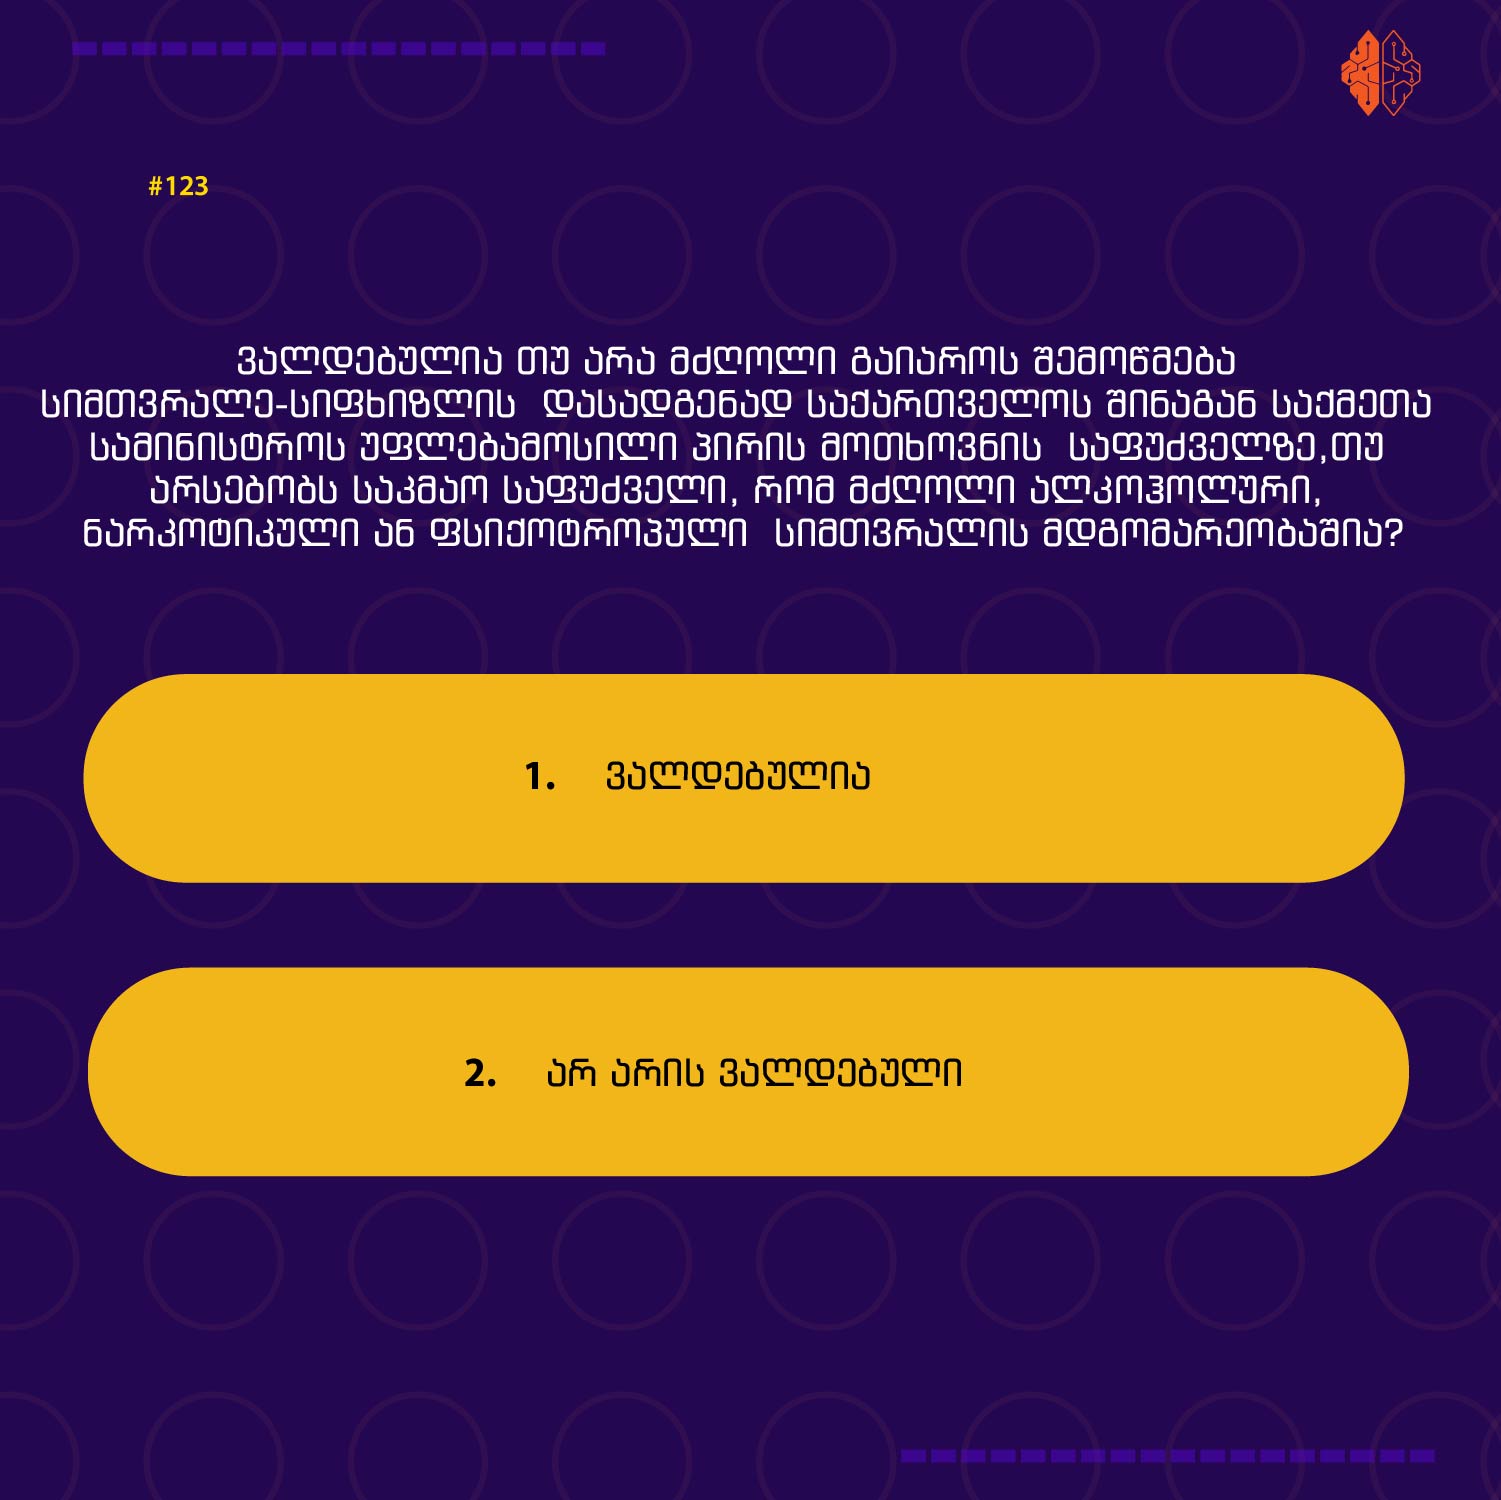 #123
ვალდებულია თუ არა მძღოლი გაიაროს შემოწმება
სიმთვრალე-სიფხიზლის დასადგენად საქართველოს შინაგან საქმეთა
სამინისტროს უფლებამოსილი პირის მოთხოვნის საფუძველზე,თუ
არსებობს საკმაო საფუძველი, რომ მძღოლი ალკოჰოლური,
ნარკოტიკული ან ფსიქოტროპული სიმთვრალის მდგომარეობაშია?
1. ვალდებულია
2. არ არის ვალდებული